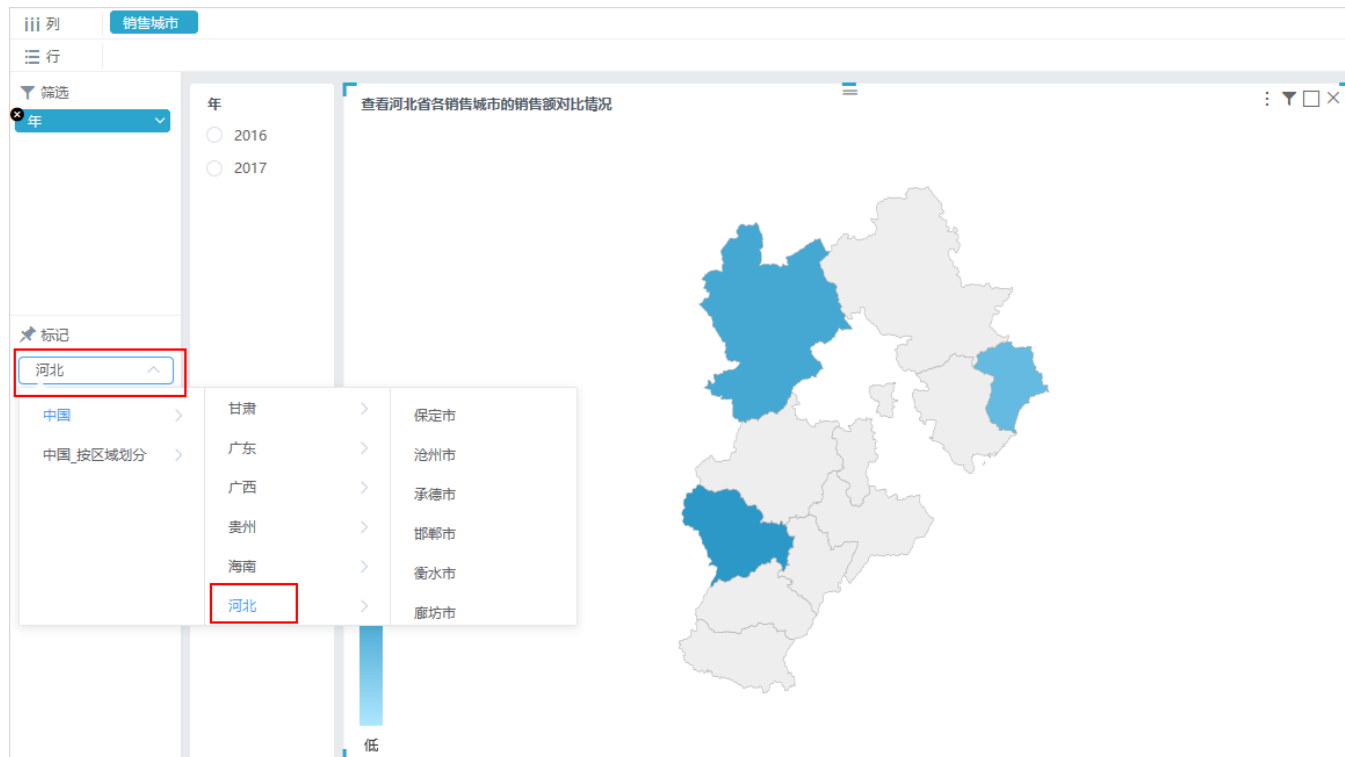 列
销售城市
行
筛选
年
年
2016
2017
查看河北省各销售城市的销售额对比情况
标记
河北
中国
中国_按区域划分
甘肃
广东
广西
贵州
海南
河北
保定市
沧州市
承德市
邯郸市
衡水市
廊坊市
低